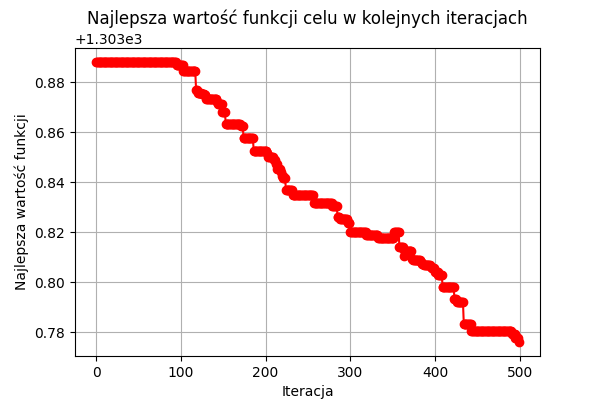 Najlepsza wartość funkcji celu w kolejnych iteracjach
+1.303e3
0.88
0.86
0.84
0.82
0.80
0.78
Najlepsza wartość funkcji
0 100 200 300 400 500
Iteracja